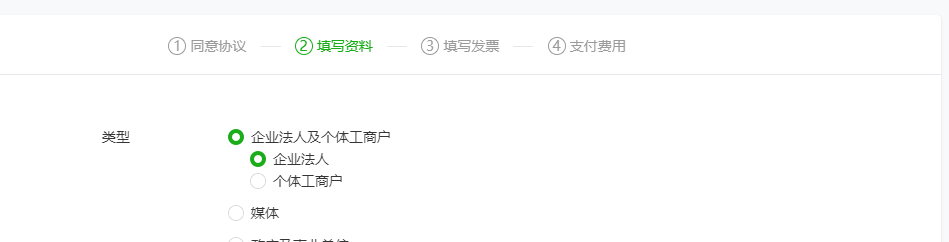 1 同意协议 2 填写资料 3 填写发票 4 支付费用
类型 企业法人及个体工商户
企业法人
个体工商户
媒体